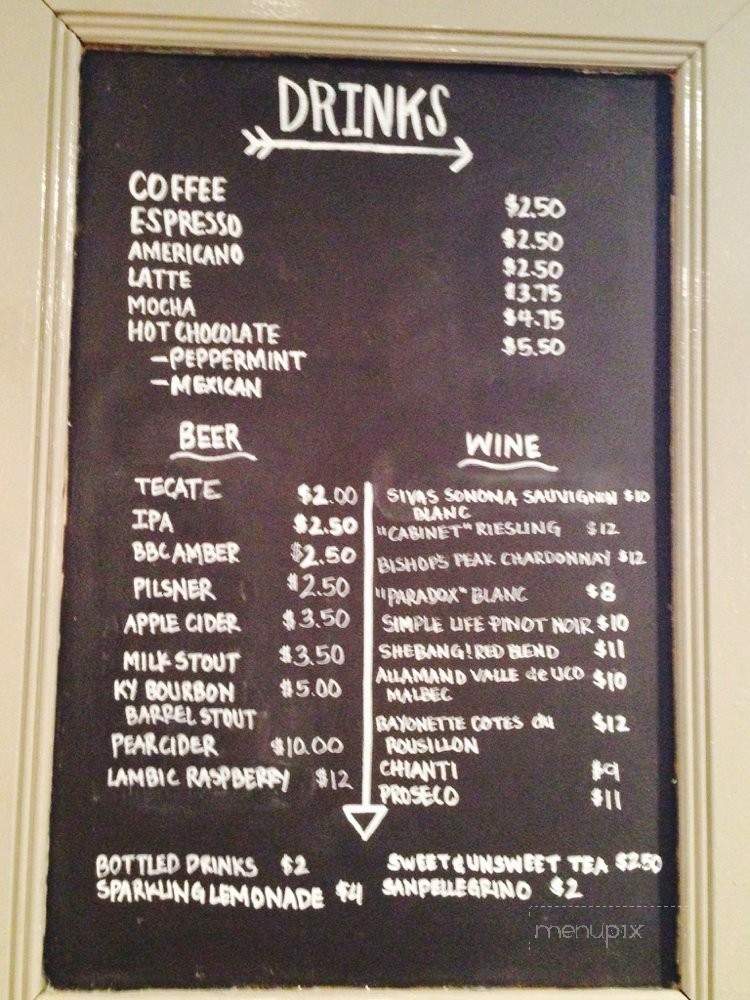 DRINKS
COFFEE $2.50
ESPRESSO $2.50
AMERICANO $2.50
LATTE $3.75
MOCHA $4.75
HOT CHOCOLATE $5.50
-PEPPERMINT
-MEXICAN
BEER
TECATE $2.00
IPA $2.50
BBC AMBER $2.50
PILSNER $2.50
APPLE CIDER $3.50
MILK STOUT $3.50
KY BOURBON $5.00
BARREL STOUT
PEAR CIDER $10.00
LAMBIC RASPBERRY $12
WINE
SIVAS SONOMA SAUVIGNON $10
BLANC
"CABINET" RIESLING $12
BISHOP'S PEAK CHARDONNAY $12
"PARADOX" BLANC $8
SIMPLE LIFE PINOT NOIR $10
SHEBANG! RED BLEND $11
ALLAMAND VALLE de UCO $10
MALBEC
BAYONETTE COTES du $12
ROUSILLON
CHIANTI $9
PROSECO $11
BOTTLED DRINKS $2
SPARKLING LEMONADE $4
SWEET & UNSWEET TEA $2.50
SANPELLEGRINO $2
menupix